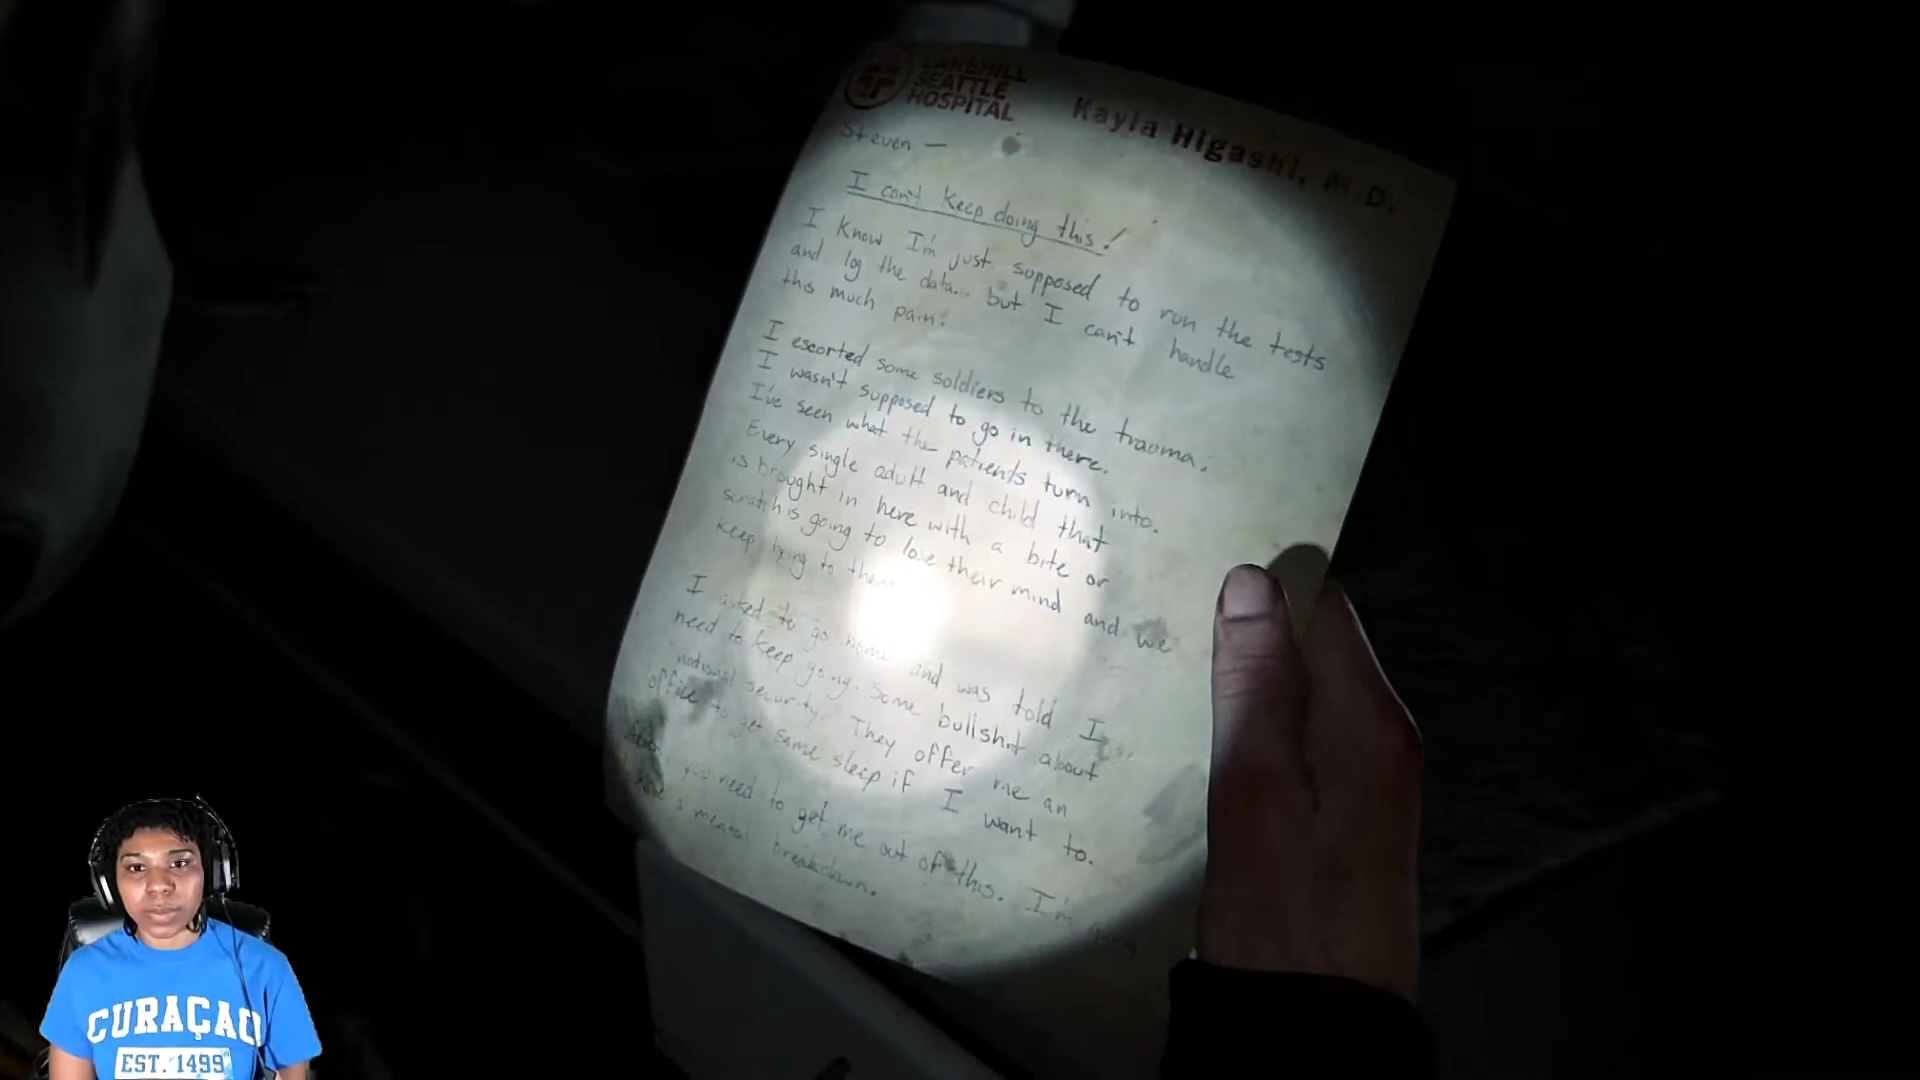 LAKEHILL
SEATTLE
HOSPITAL
Kayla Higashi, M.D.
Steven —
I can't keep doing this!
I know I'm just supposed to run the tests
and log the data... but I can't handle
this much pain.
I escorted some soldiers to the trauma.
I wasn't supposed to go in there.
I've seen what the patients turn into.
Every single adult and child that
is brought in here with a bite or
scratch is going to lose their mind and we
keep lying to them
I asked to go home and was told I
need to keep going. Some bullshit about
national security. They offer me an
office to get some sleep if I want to.
you need to get me out of this. I'm going
a mental breakdown.
CURAÇAO
EST. 1499